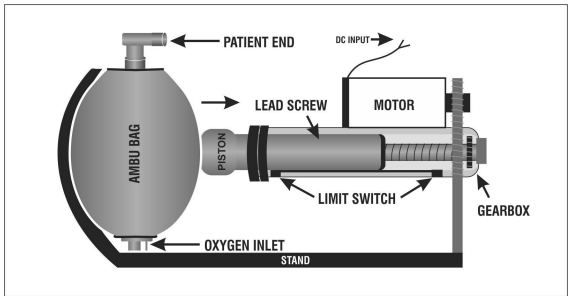 PATIENT END
DC INPUT
MOTOR
LEAD SCREW
AMBU BAG
PISTON
LIMIT SWITCH
GEARBOX
OXYGEN INLET
STAND